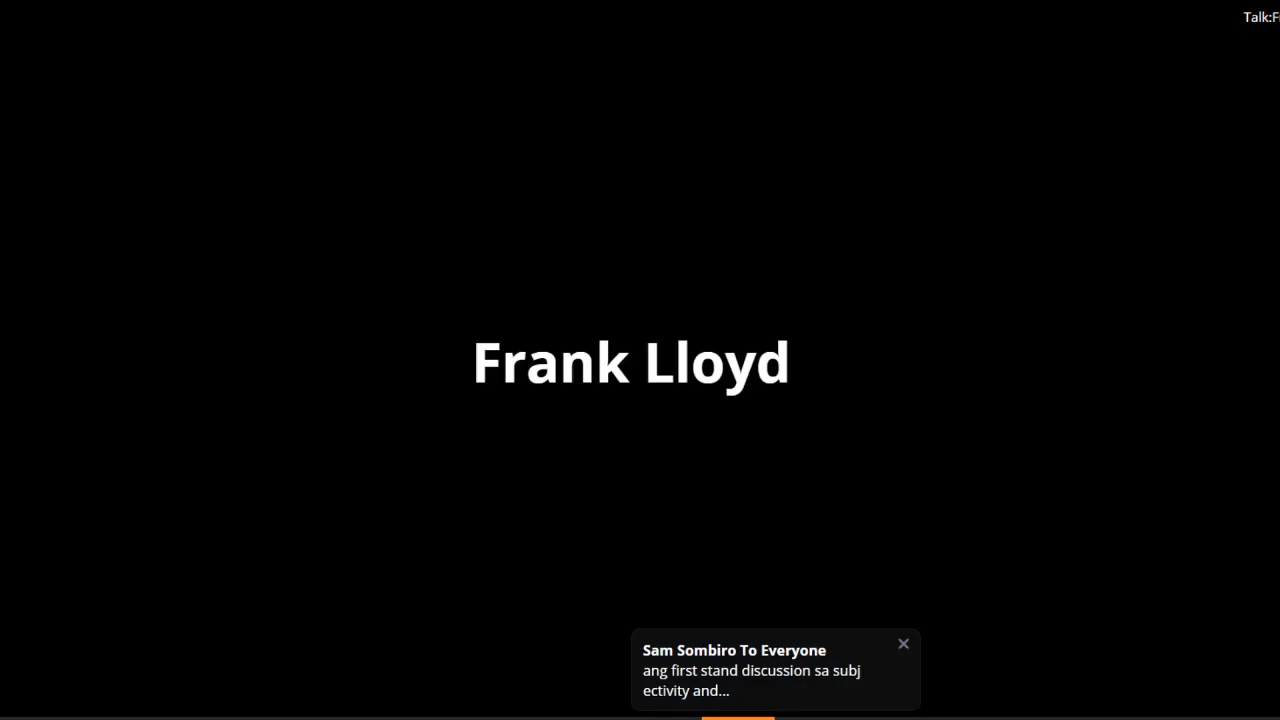 Talk:F
Frank Lloyd
Sam Sombiro To Everyone
ang first stand discussion sa subj
ectivity and...